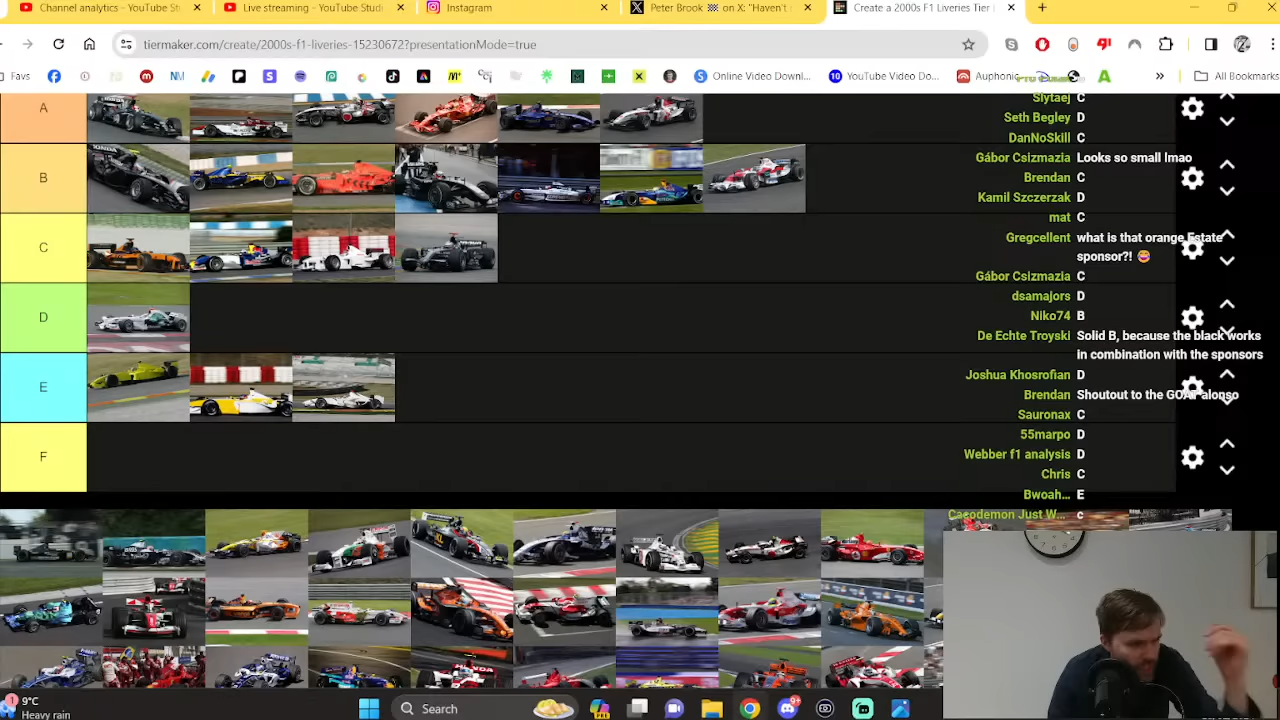 Channel analytics - YouTube St
Live streaming - YouTube Studi
Instagram
Peter Brook 🏁 on X: "Haven't
Create a 2000s F1 Liveries Tier
tiermaker.com/create/2000s-f1-liveries-15230672?presentationMode=true
Favs
Online Video Downl...
YouTube Video Do...
Auphonic
All Bookmarks
A
B
C
D
E
F
Slytaej C
Seth Begley D
DanNoSkill C
Gábor Csizmazia Looks so small lmao
Brendan C
Kamil Szczerzak D
mat C
Gregcellent what is that orange Estate
sponsor?! 😅
Gábor Csizmazia C
dsamajors D
Niko74 B
De Echte Troyski Solid B, because the black works
in combination with the sponsors
Joshua Khosrofian D
Brendan Shoutout to the GOAT alonso
Sauronax C
55marpo D
Webber f1 analysis D
Chris C
Bwoah... E
Cacodemon Just W... c
9°C
Heavy rain
Search